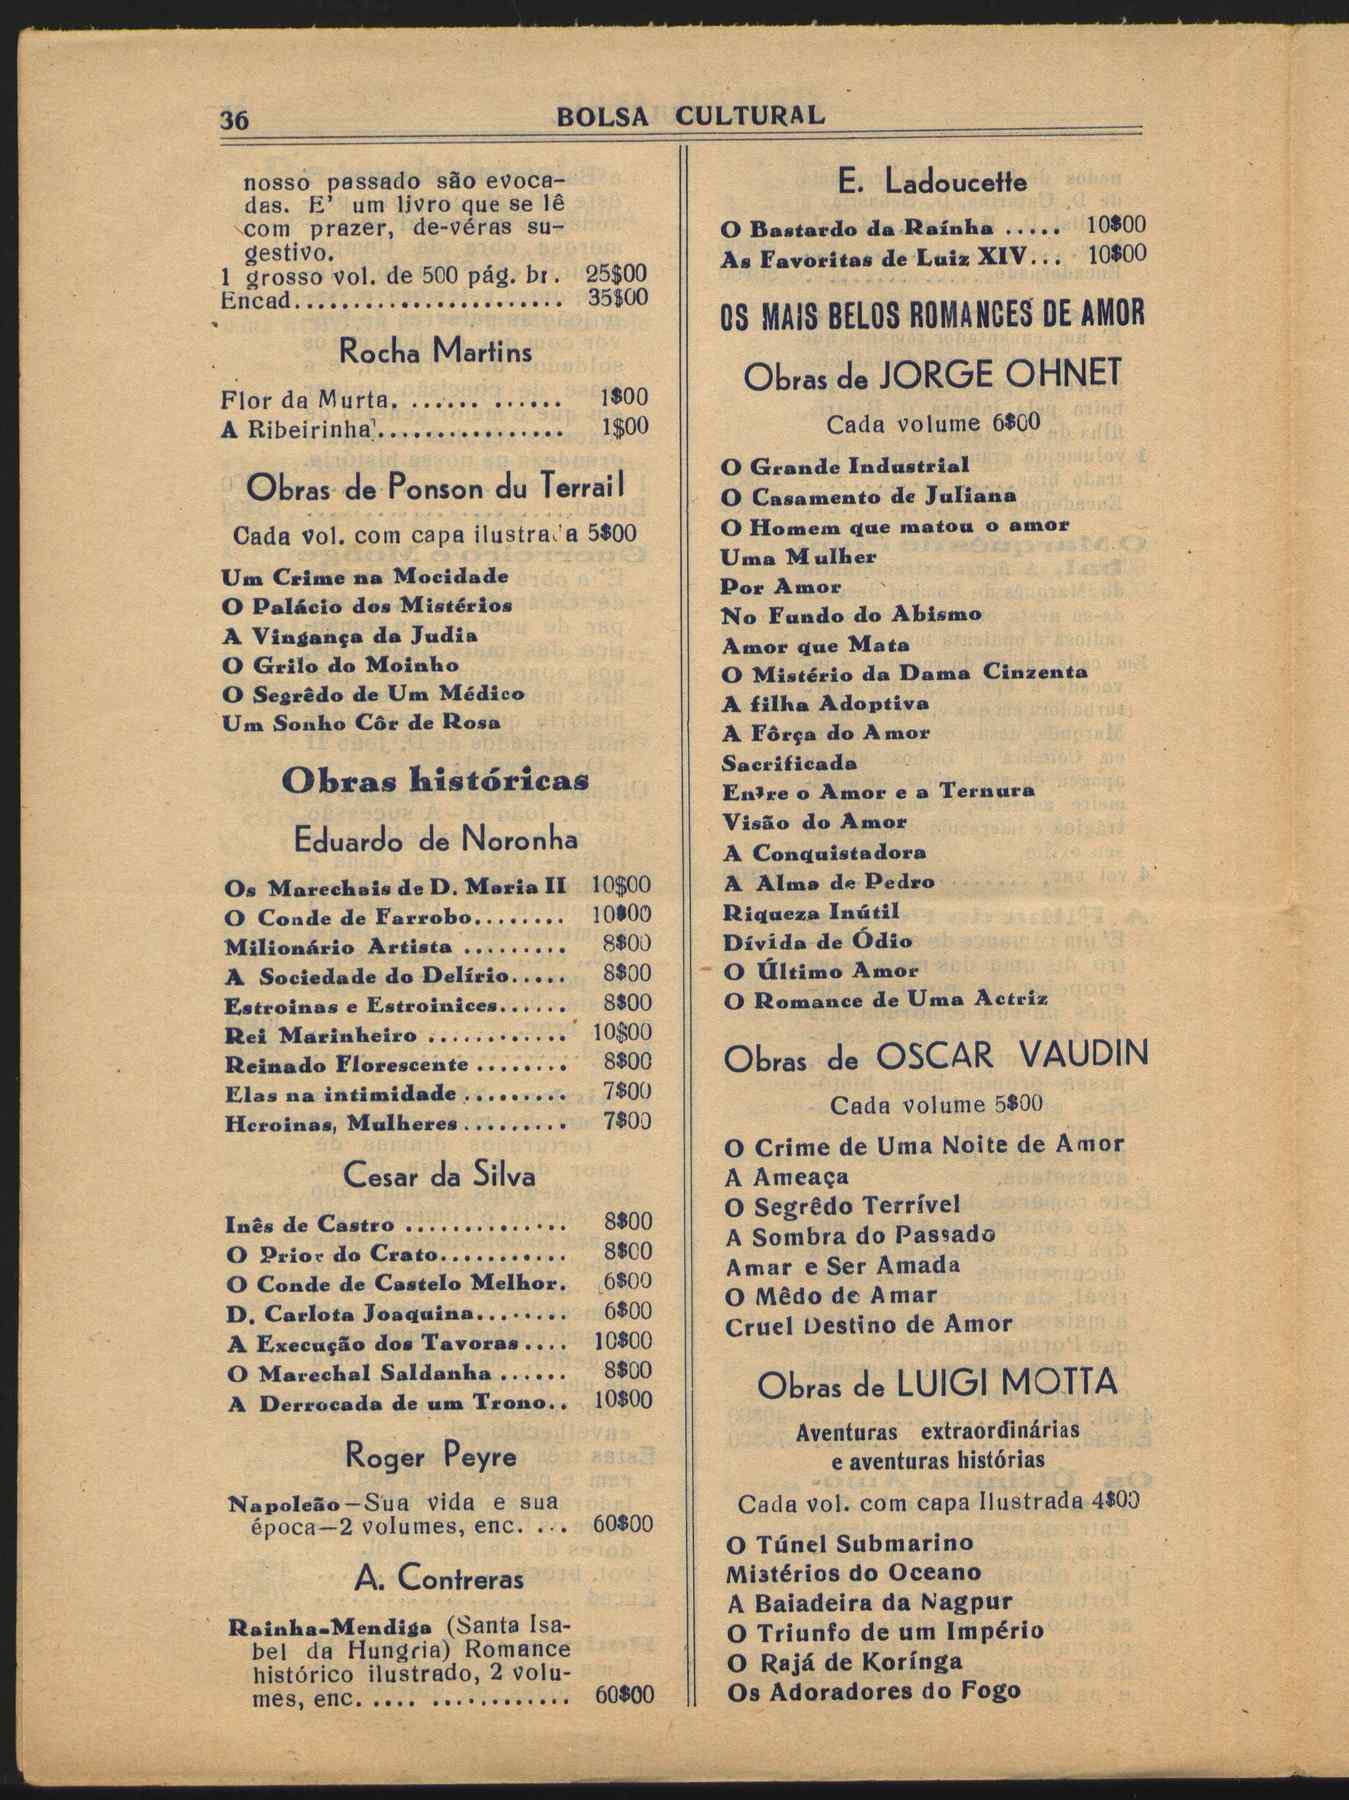 36
BOLSA CULTURAL
nosso passado são evoca-
das. E' um livro que se lê
com prazer, de-véras su-
gestivo.
1 grosso vol. de 500 pág. br. 25$00
Encad...................... 35$00
Rocha Martins
Flor da Murta. ...... ...... 1$00
A Ribeirinha................ 1$00
Obras de Ponson du Terrail
Cada vol. com capa ilustrada 5$00
Um Crime na Mocidade
O Palácio dos Mistérios
A Vingança da Judia
O Grilo do Moinho
O Segrêdo de Um Médico
Um Sonho Côr de Rosa
Obras históricas
Eduardo de Noronha
Os Marechais de D. Maria II 10$00
O Conde de Farrobo........ 10$00
Milionário Artista ......... 8$00
A Sociedade do Delírio..... 8$00
Estroinas e Estroinices...... 8$00
Rei Marinheiro ............ 10$00
Reinado Florescente ........ 8$00
Elas na intimidade ......... 7$00
Heroinas, Mulheres......... 7$00
Cesar da Silva
Inês de Castro .............. 8$00
O Prior do Crato........... 8$00
O Conde de Castelo Melhor. 6$00
D. Carlota Joaquina........ 6$00
A Execução dos Tavoras.... 10$00
O Marechal Saldanha ...... 8$00
A Derrocada de um Trono.. 10$00
Roger Peyre
Napoleão—Sua vida e sua
época—2 volumes, enc. ... 60$00
A. Contreras
Rainha-Mendiga (Santa Isa-
bel da Hungria) Romance
histórico ilustrado, 2 volu-
mes, enc. .... ............ 60$00
E. Ladoucette
O Bastardo da Raínha ..... 10$00
As Favoritas de Luiz XIV... 10$00
OS MAIS BELOS ROMANCES DE AMOR
Obras de JORGE OHNET
Cada volume 6$00
O Grande Industrial
O Casamento de Juliana
O Homem que matou o amor
Uma Mulher
Por Amor
No Fundo do Abismo
Amor que Mata
O Mistério da Dama Cinzenta
A filha Adoptiva
A Fôrça do Amor
Sacrificada
Entre o Amor e a Ternura
Visão do Amor
A Conquistadora
A Alma de Pedro
Riqueza Inútil
Dívida de Ódio
O Último Amor
O Romance de Uma Actriz
Obras de OSCAR VAUDIN
Cada volume 5$00
O Crime de Uma Noite de Amor
A Ameaça
O Segrêdo Terrível
A Sombra do Passado
Amar e Ser Amada
O Mêdo de Amar
Cruel Destino de Amor
Obras de LUIGI MOTTA
Aventuras extraordinárias
e aventuras histórias
Cada vol. com capa Ilustrada 4$00
O Túnel Submarino
Mistérios do Oceano
A Baiadeira da Nagpur
O Triunfo de um Império
O Rajá de Korínga
Os Adoradores do Fogo